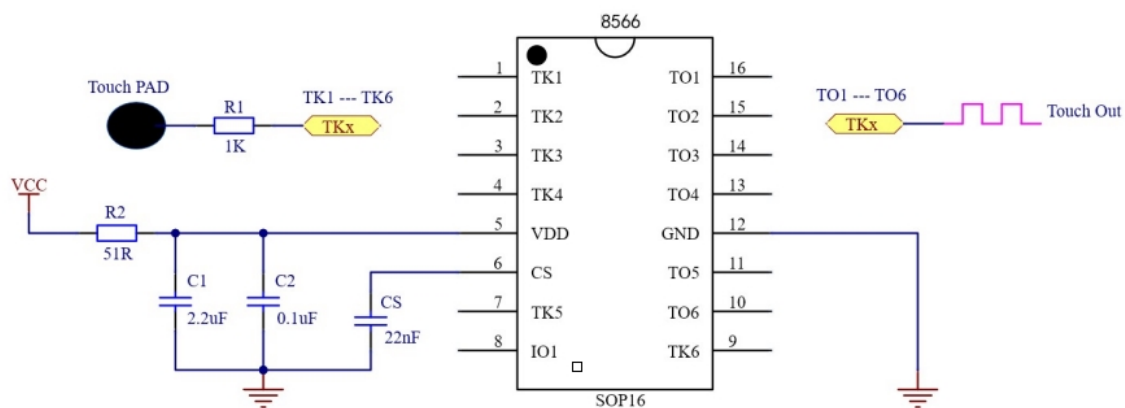 8566
Touch PAD
R1
1K
TK1 --- TK6
TKx
TO1 --- TO6
TKx
Touch Out
1 TK1 TO1 16
2 TK2 TO2 15
3 TK3 TO3 14
4 TK4 TO4 13
5 VDD GND 12
6 CS TO5 11
7 TK5 TO6 10
8 IO1 TK6 9
VCC
R2
51R
C1
2.2uF
C2
0.1uF
CS
22nF
SOP16